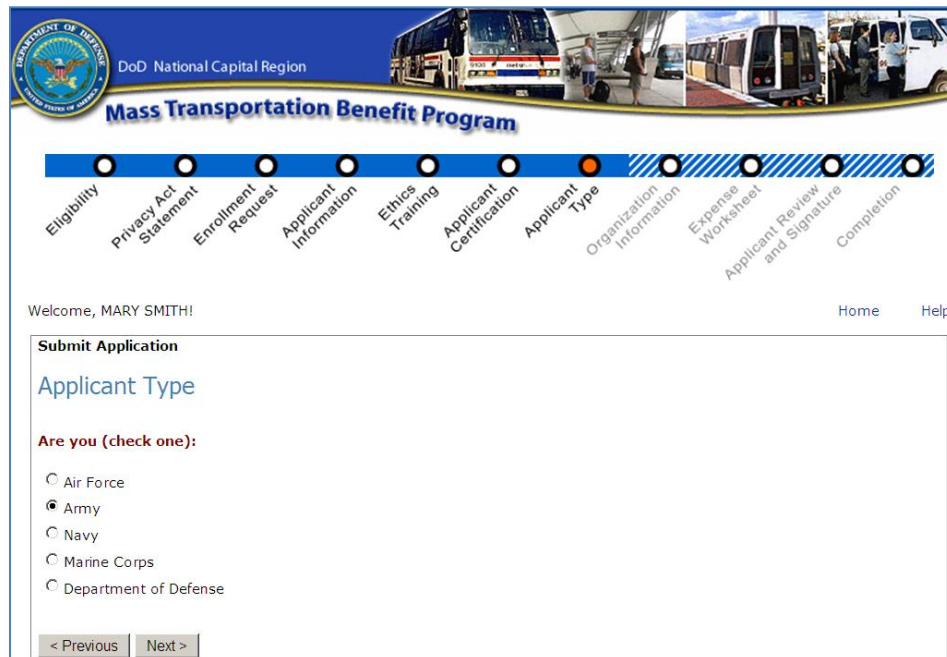 DEPARTMENT OF DEFENSE
UNITED STATES OF AMERICA
DoD National Capital Region
Mass Transportation Benefit Program
Eligibility
Privacy Act
Statement
Enrollment
Request
Applicant
Information
Ethics
Training
Applicant
Certification
Applicant
Type
Organization
Information
Expense
Worksheet
Applicant Review
and Signature
Completion
Welcome, MARY SMITH!
Home Help
Submit Application
Applicant Type
Are you (check one):
Air Force
Army
Navy
Marine Corps
Department of Defense
< Previous Next >